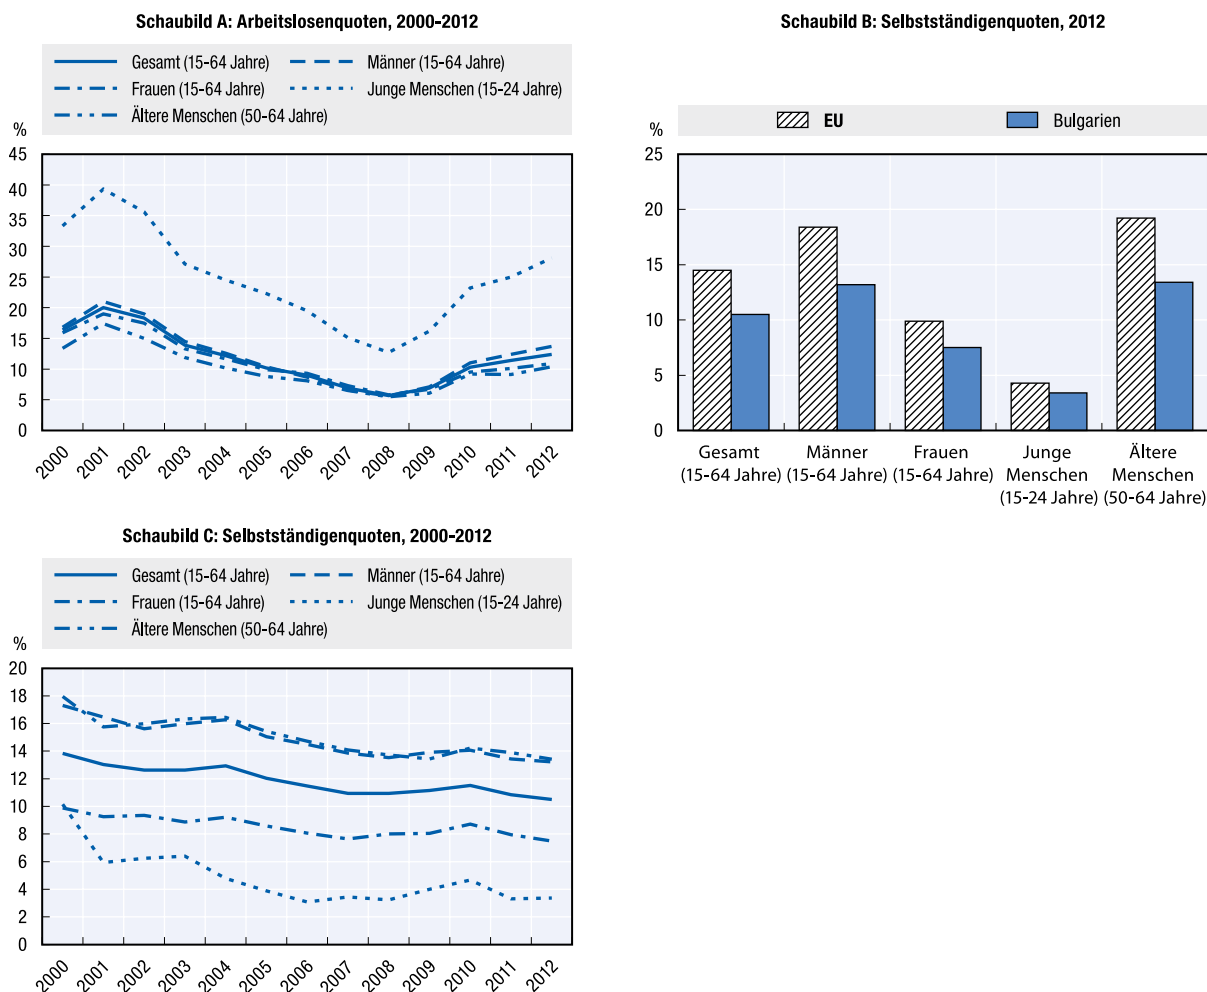 Schaubild A: Arbeitslosenquoten, 2000-2012
Gesamt (15-64 Jahre)
Männer (15-64 Jahre)
Frauen (15-64 Jahre)
Junge Menschen (15-24 Jahre)
Ältere Menschen (50-64 Jahre)
%
45
40
35
30
25
20
15
10
5
0
2000
2001
2002
2003
2004
2005
2006
2007
2008
2009
2010
2011
2012
Schaubild B: Selbstständigenquoten, 2012
EU
Bulgarien
%
25
20
15
10
5
0
Gesamt
(15-64 Jahre)
Männer
(15-64 Jahre)
Frauen
(15-64 Jahre)
Junge
Menschen
(15-24 Jahre)
Ältere
Menschen
(50-64 Jahre)
Schaubild C: Selbstständigenquoten, 2000-2012
Gesamt (15-64 Jahre)
Männer (15-64 Jahre)
Frauen (15-64 Jahre)
Junge Menschen (15-24 Jahre)
Ältere Menschen (50-64 Jahre)
%
20
18
16
14
12
10
8
6
4
2
0
2000
2001
2002
2003
2004
2005
2006
2007
2008
2009
2010
2011
2012